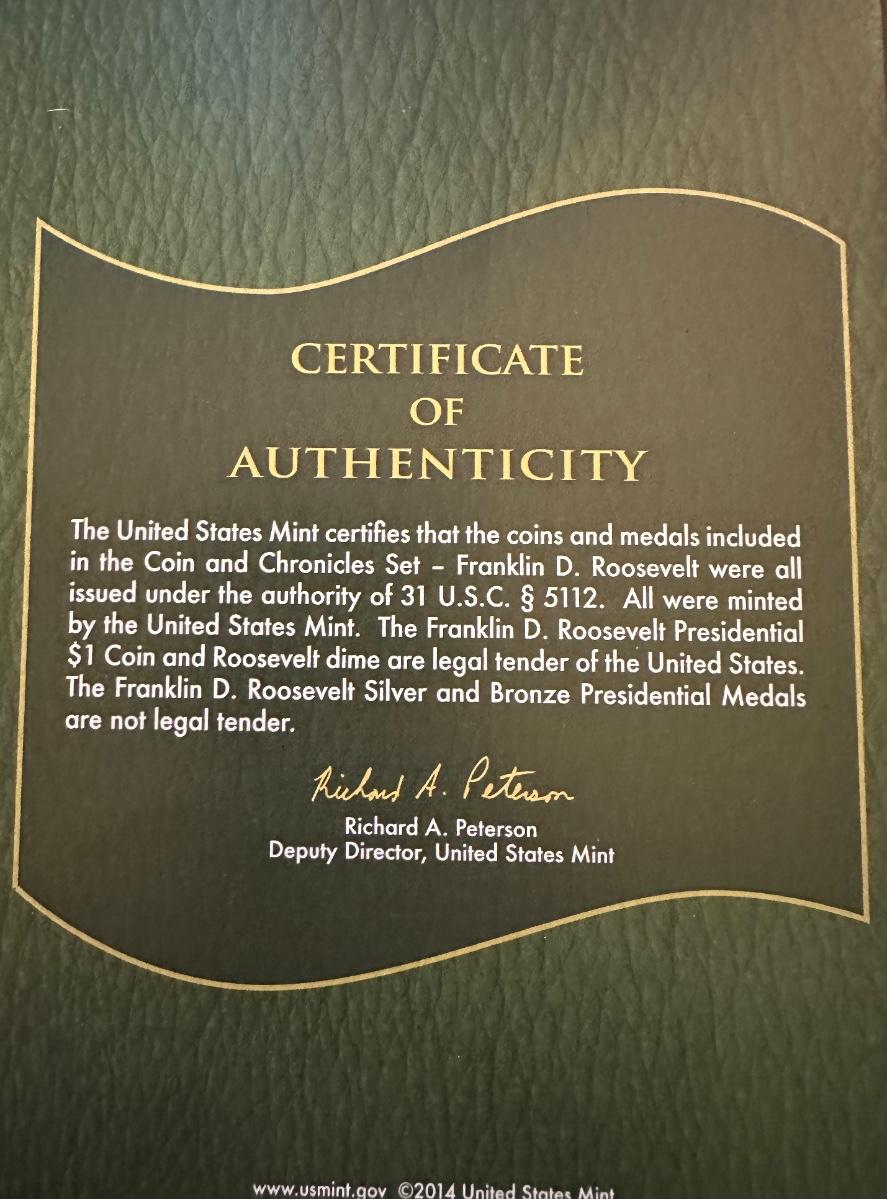 CERTIFICATE
OF
AUTHENTICITY
The United States Mint certifies that the coins and medals included
in the Coin and Chronicles Set – Franklin D. Roosevelt were all
issued under the authority of 31 U.S.C. § 5112. All were minted
by the United States Mint. The Franklin D. Roosevelt Presidential
$1 Coin and Roosevelt dime are legal tender of the United States.
The Franklin D. Roosevelt Silver and Bronze Presidential Medals
are not legal tender.
Richard A. Peterson
Richard A. Peterson
Deputy Director, United States Mint
www.usmint.gov ©2014 United States Mint